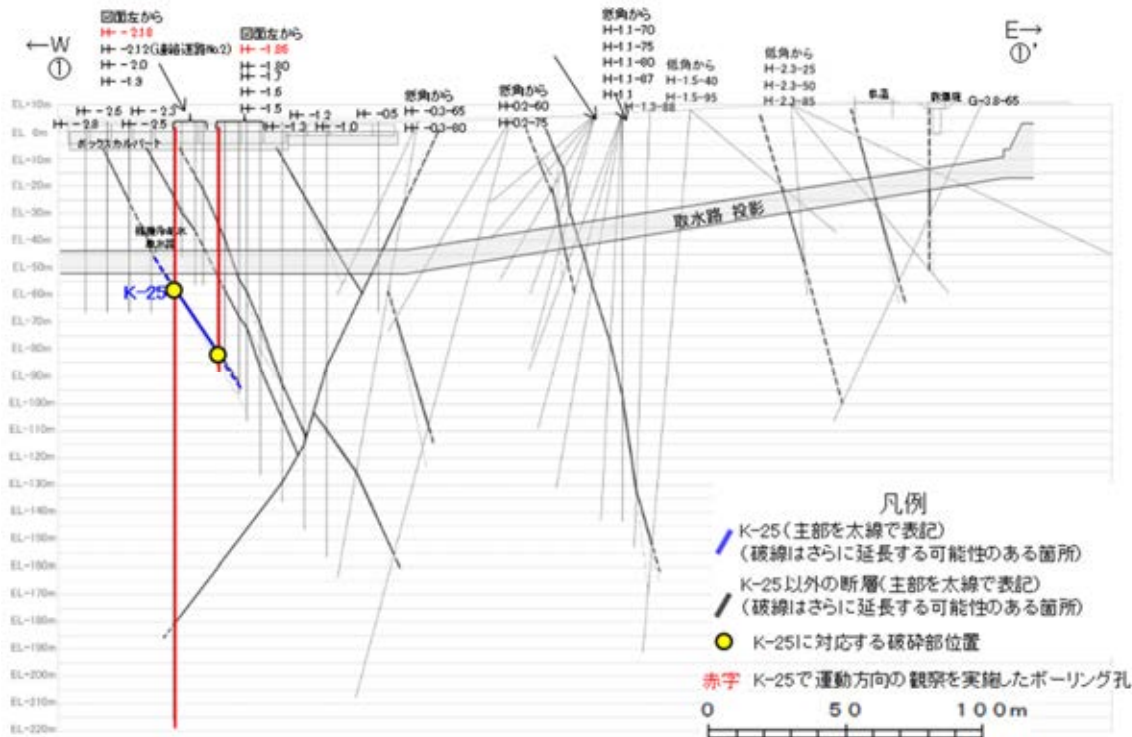 図面左から
H- -2.18
H- -2.12(G連絡道路No.2)
H- -2.0
H- -1.9
図面左から
H- -1.86
H- -1.80
H- -1.7
H- -1.6
H- -1.5
低角から
H-1.1-70
H-1.1-75
H-1.1-80
H-1.1-87
H-1.1
H-1.3-88
低角から
H-1.5-40
H-1.5-95
低角から
H-2.3-25
H-2.3-50
H-2.3-85
←W
①
E→
①'
低角から
H- -0.3-65
H- -0.3-80
低角から
H-0.2-60
H-0.2-75
G-3.8-65
H- -2.6
H- -2.3
H- -2.8
H- -2.5
H- -1.3
H- -1.2
H- -1.0
H- -0.5
ボックスカルバート
取水路 投影
K-25
EL+10m
EL 0m
EL-10m
EL-20m
EL-30m
EL-40m
EL-50m
EL-60m
EL-70m
EL-80m
EL-90m
EL-100m
EL-110m
EL-120m
EL-130m
EL-140m
EL-150m
EL-160m
EL-170m
EL-180m
EL-190m
EL-200m
EL-210m
EL-220m
凡例
K-25(主部を太線で表記)
(破線はさらに延長する可能性のある箇所)
K-25以外の断層(主部を太線で表記)
(破線はさらに延長する可能性のある箇所)
K-25に対応する破砕部位置
赤字 K-25で運動方向の観察を実施したボーリング孔
0 50 100m